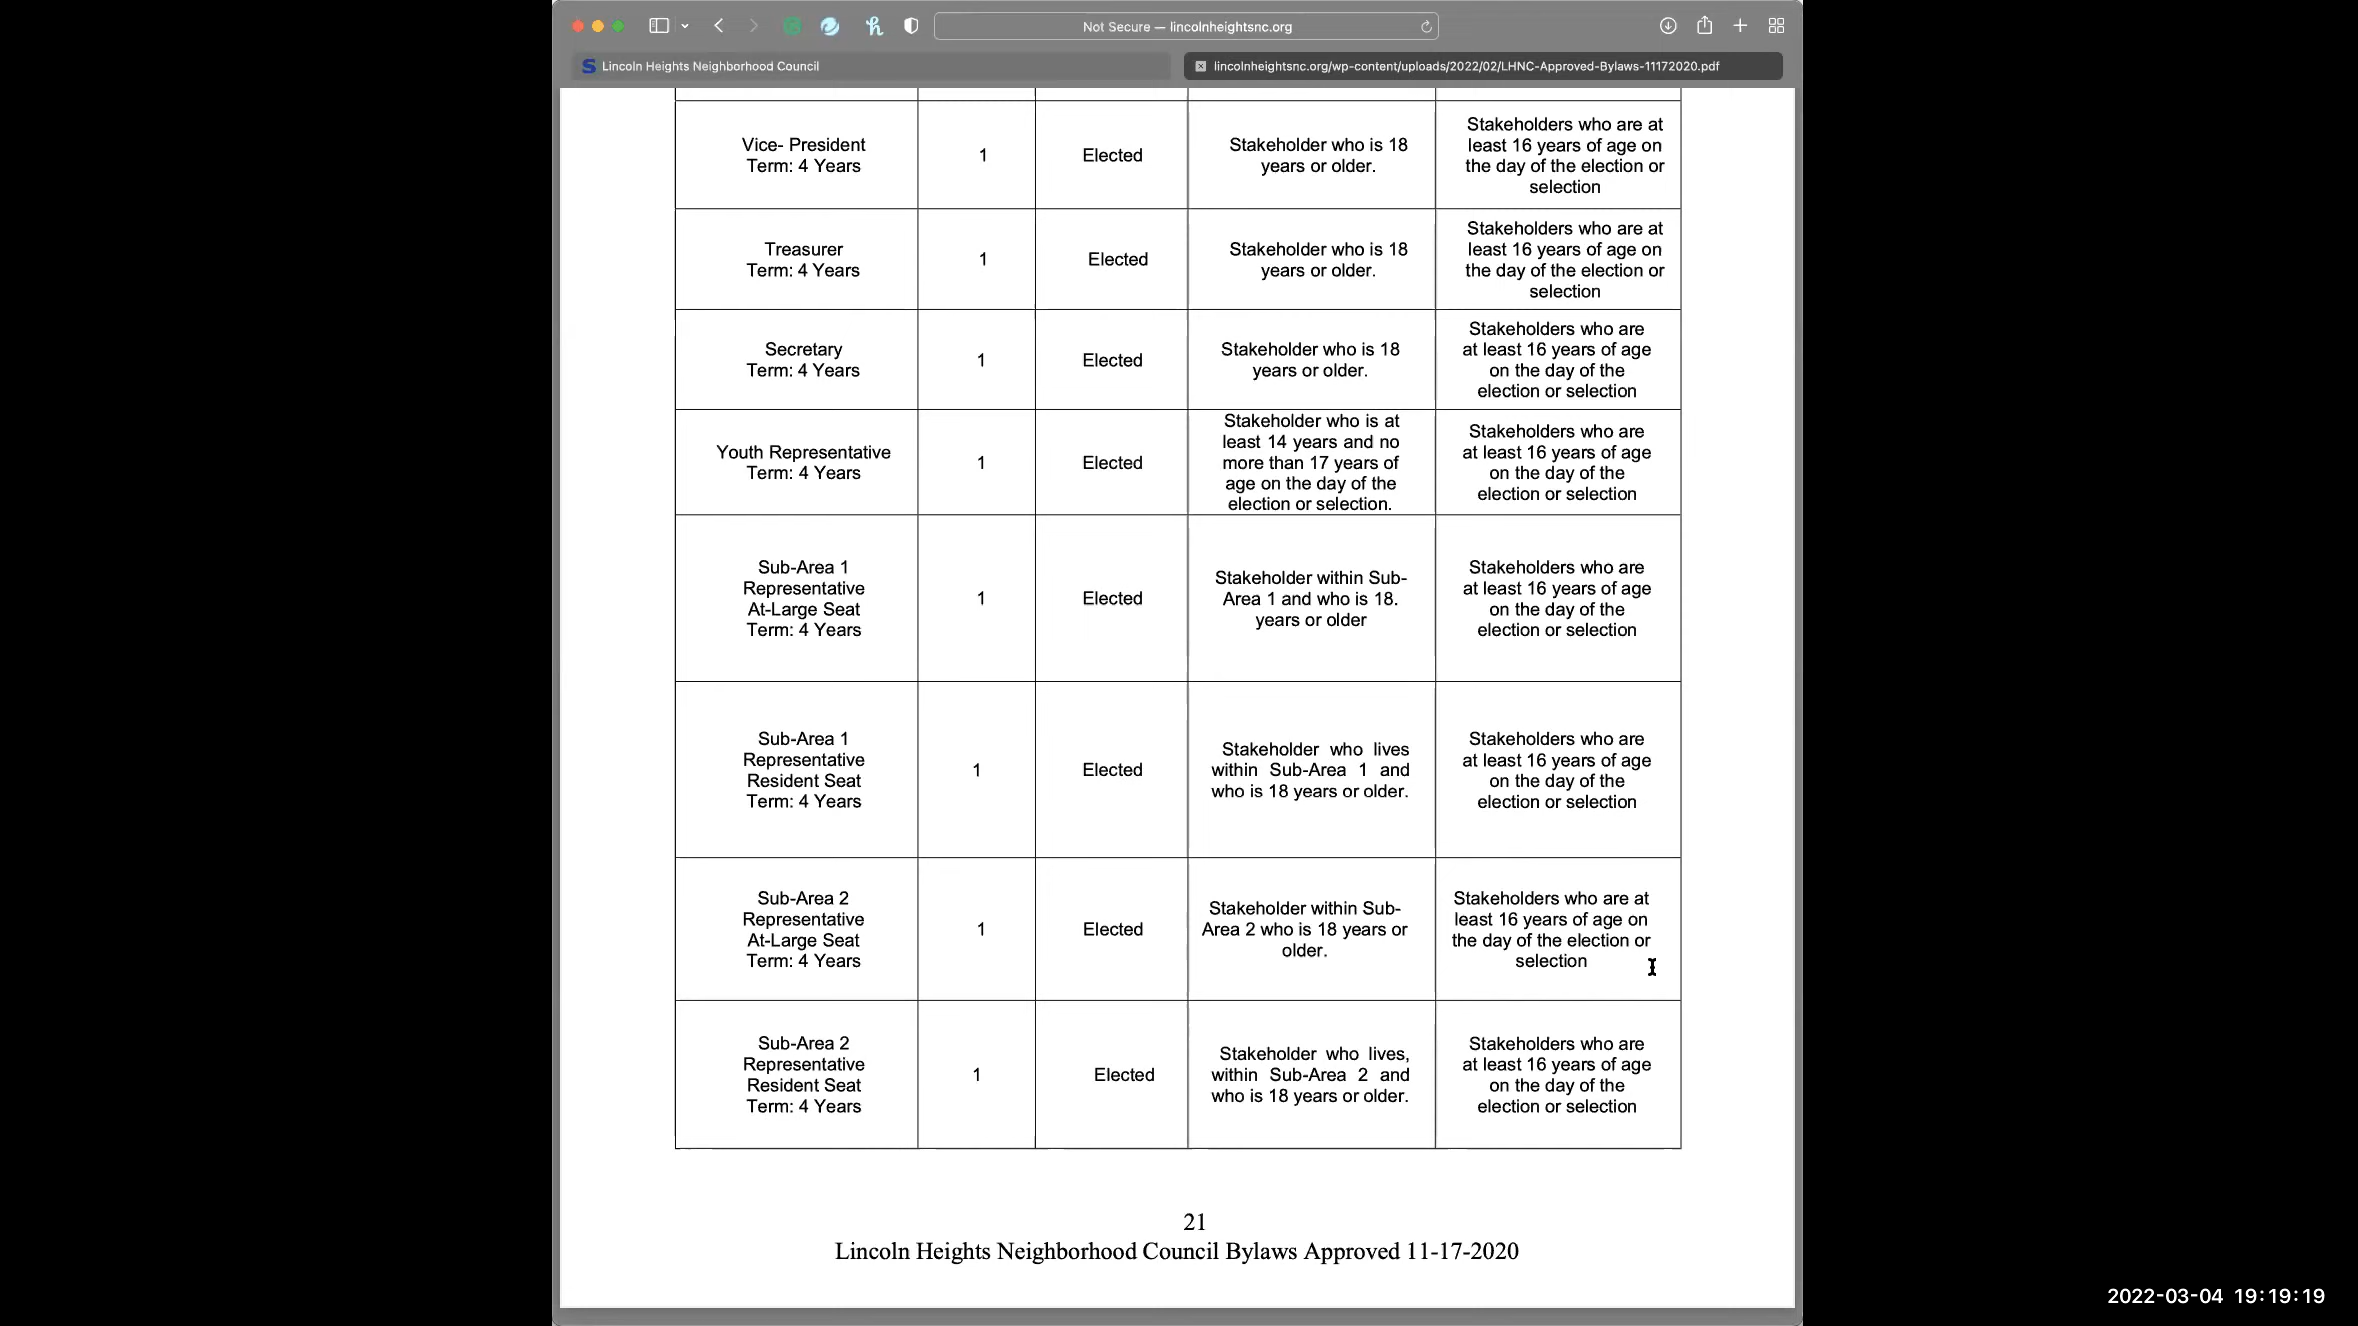 Not Secure — lincolnheightsnc.org
Lincoln Heights Neighborhood Council
lincolnheightsnc.org/wp-content/uploads/2022/02/LHNC-Approved-Bylaws-11172020.pdf
Vice- President
Term: 4 Years
1
Elected
Stakeholder who is 18
years or older.
Stakeholders who are at
least 16 years of age on
the day of the election or
selection
Treasurer
Term: 4 Years
1
Elected
Stakeholder who is 18
years or older.
Stakeholders who are at
least 16 years of age on
the day of the election or
selection
Secretary
Term: 4 Years
1
Elected
Stakeholder who is 18
years or older.
Stakeholders who are
at least 16 years of age
on the day of the
election or selection
Youth Representative
Term: 4 Years
1
Elected
Stakeholder who is at
least 14 years and no
more than 17 years of
age on the day of the
election or selection.
Stakeholders who are
at least 16 years of age
on the day of the
election or selection
Sub-Area 1
Representative
At-Large Seat
Term: 4 Years
1
Elected
Stakeholder within Sub-
Area 1 and who is 18.
years or older
Stakeholders who are
at least 16 years of age
on the day of the
election or selection
Sub-Area 1
Representative
Resident Seat
Term: 4 Years
1
Elected
Stakeholder who lives
within Sub-Area 1 and
who is 18 years or older.
Stakeholders who are
at least 16 years of age
on the day of the
election or selection
Sub-Area 2
Representative
At-Large Seat
Term: 4 Years
1
Elected
Stakeholder within Sub-
Area 2 who is 18 years or
older.
Stakeholders who are at
least 16 years of age on
the day of the election or
selection
Sub-Area 2
Representative
Resident Seat
Term: 4 Years
1
Elected
Stakeholder who lives,
within Sub-Area 2 and
who is 18 years or older.
Stakeholders who are
at least 16 years of age
on the day of the
election or selection
21
Lincoln Heights Neighborhood Council Bylaws Approved 11-17-2020
2022-03-04 19:19:19